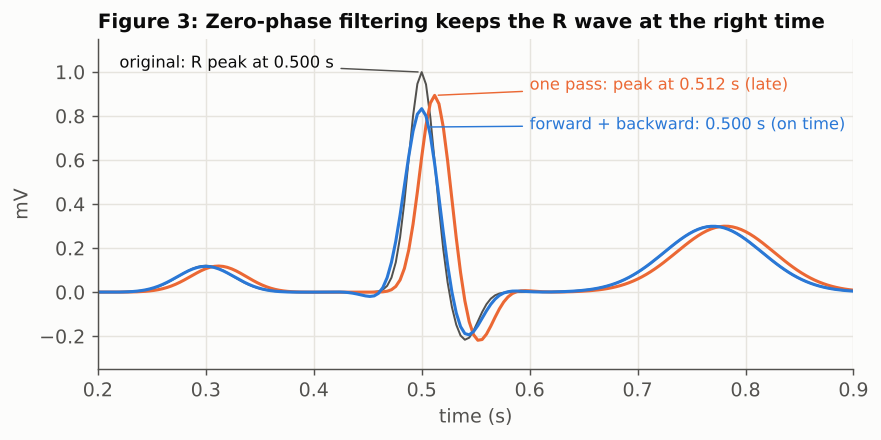 Figure 3: Zero-phase filtering keeps the R wave at the right time
original: R peak at 0.500 s
one pass: peak at 0.512 s (late)
forward + backward: 0.500 s (on time)
mV
1.0
0.8
0.6
0.4
0.2
0.0
−0.2
0.2 0.3 0.4 0.5 0.6 0.7 0.8 0.9
time (s)